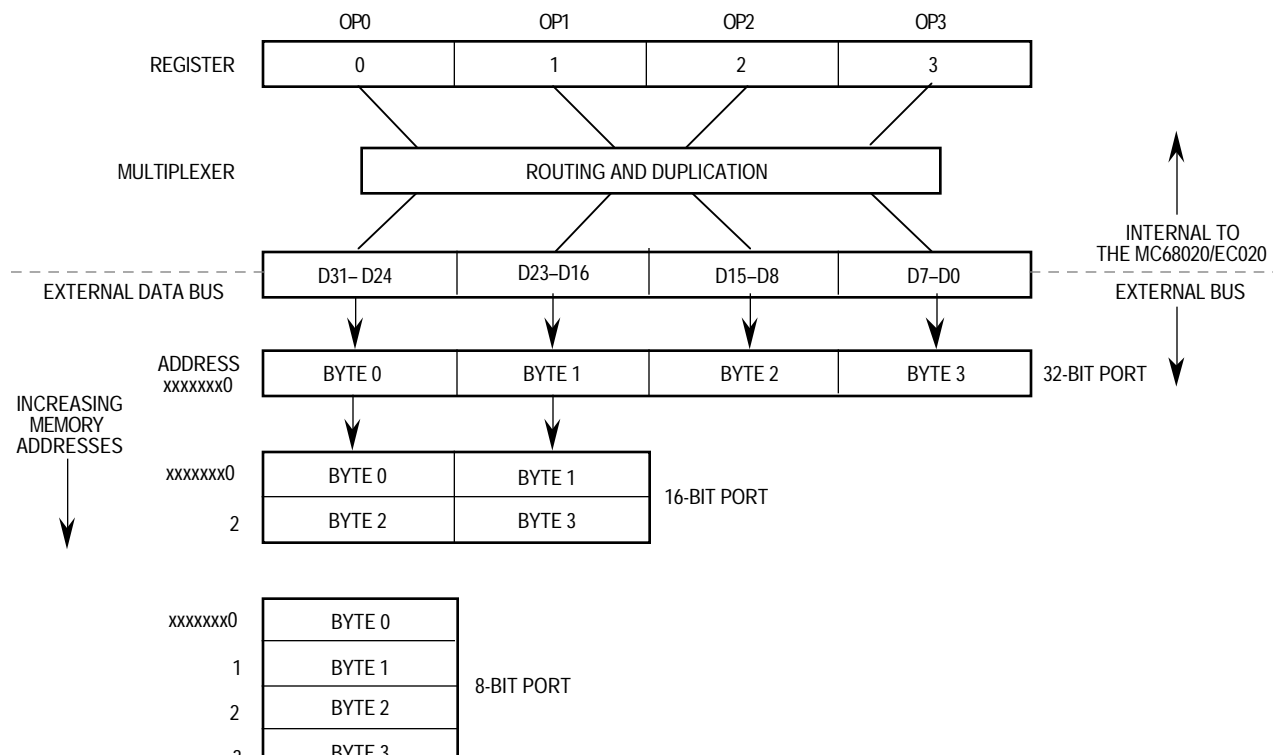 OP0 OP1 OP2 OP3
REGISTER 0 1 2 3
MULTIPLEXER ROUTING AND DUPLICATION
INTERNAL TO
THE MC68020/EC020
D31– D24 D23–D16 D15–D8 D7–D0
EXTERNAL DATA BUS EXTERNAL BUS
ADDRESS
xxxxxxx0 BYTE 0 BYTE 1 BYTE 2 BYTE 3 32-BIT PORT
INCREASING
MEMORY
ADDRESSES
xxxxxxx0 BYTE 0 BYTE 1
16-BIT PORT
2 BYTE 2 BYTE 3
xxxxxxx0 BYTE 0
1 BYTE 1
8-BIT PORT
2 BYTE 2
3 BYTE 3